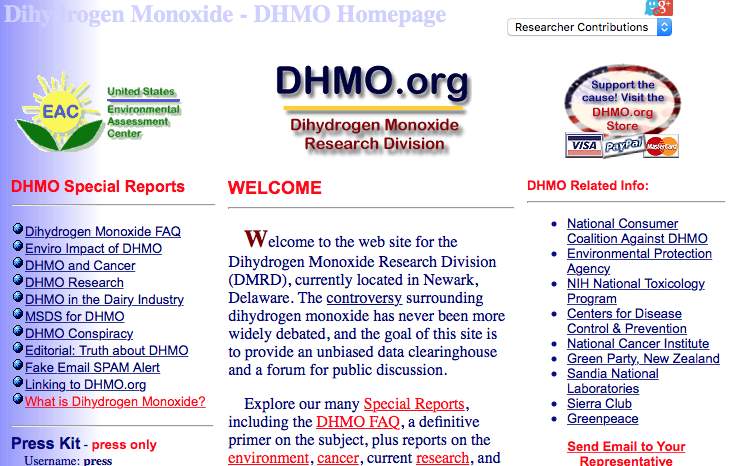 Dihydrogen Monoxide - DHMO Homepage
Researcher Contributions
EAC
United States
Environmental
Assessment
Center
DHMO.org
Dihydrogen Monoxide
Research Division
Support the
cause! Visit the
DHMO.org
Store
VISA PayPal MasterCard
DHMO Special Reports
Dihydrogen Monoxide FAQ
Enviro Impact of DHMO
DHMO and Cancer
DHMO Research
DHMO in the Dairy Industry
MSDS for DHMO
DHMO Conspiracy
Editorial: Truth about DHMO
Fake Email SPAM Alert
Linking to DHMO.org
What is Dihydrogen Monoxide?
Press Kit - press only
Username: press
WELCOME
Welcome to the web site for the
Dihydrogen Monoxide Research Division
(DMRD), currently located in Newark,
Delaware. The controversy surrounding
dihydrogen monoxide has never been more
widely debated, and the goal of this site is
to provide an unbiased data clearinghouse
and a forum for public discussion.
Explore our many Special Reports,
including the DHMO FAQ, a definitive
primer on the subject, plus reports on the
environment, cancer, current research, and
DHMO Related Info:
National Consumer
Coalition Against DHMO
Environmental Protection
Agency
NIH National Toxicology
Program
Centers for Disease
Control & Prevention
National Cancer Institute
Green Party, New Zealand
Sandia National
Laboratories
Sierra Club
Greenpeace
Send Email to Your
Representative